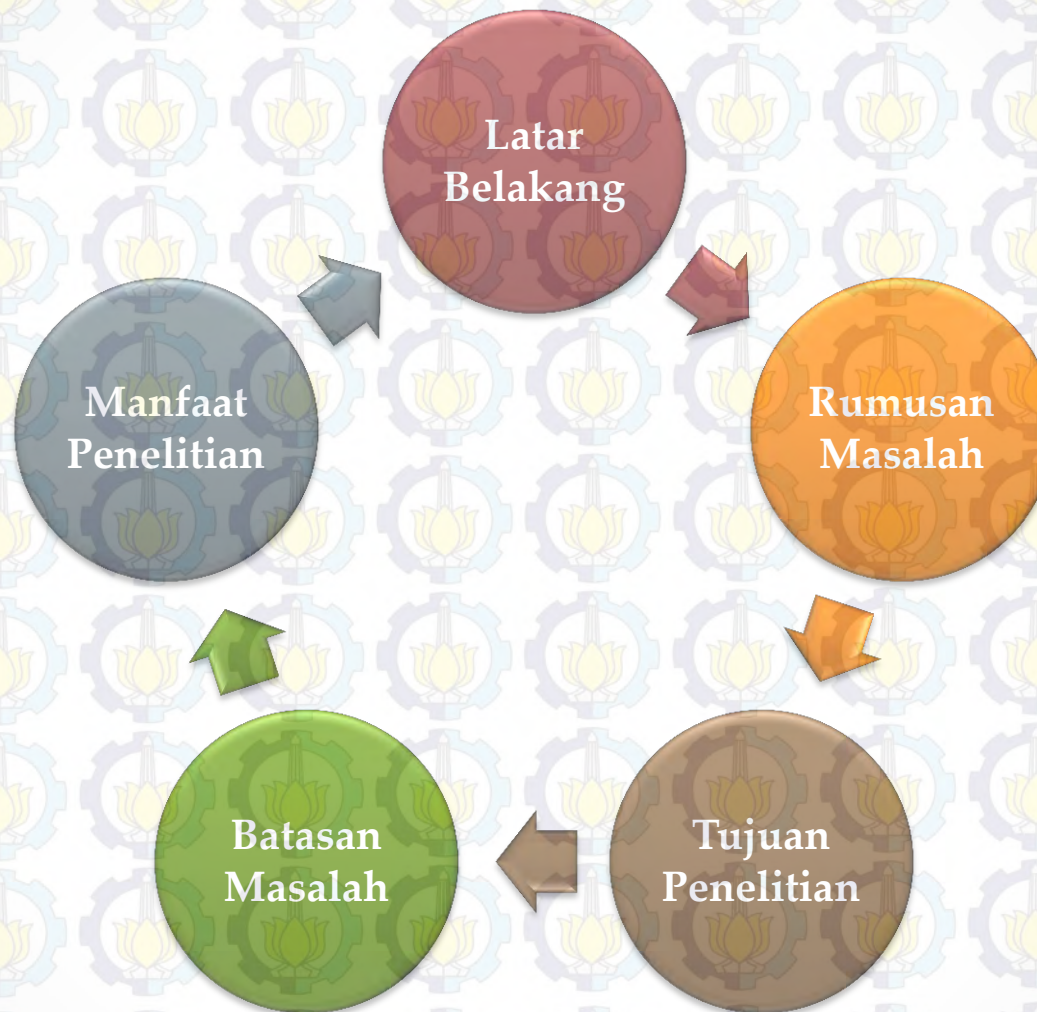 Latar
Belakang
Rumusan
Masalah
Tujuan
Penelitian
Batasan
Masalah
Manfaat
Penelitian